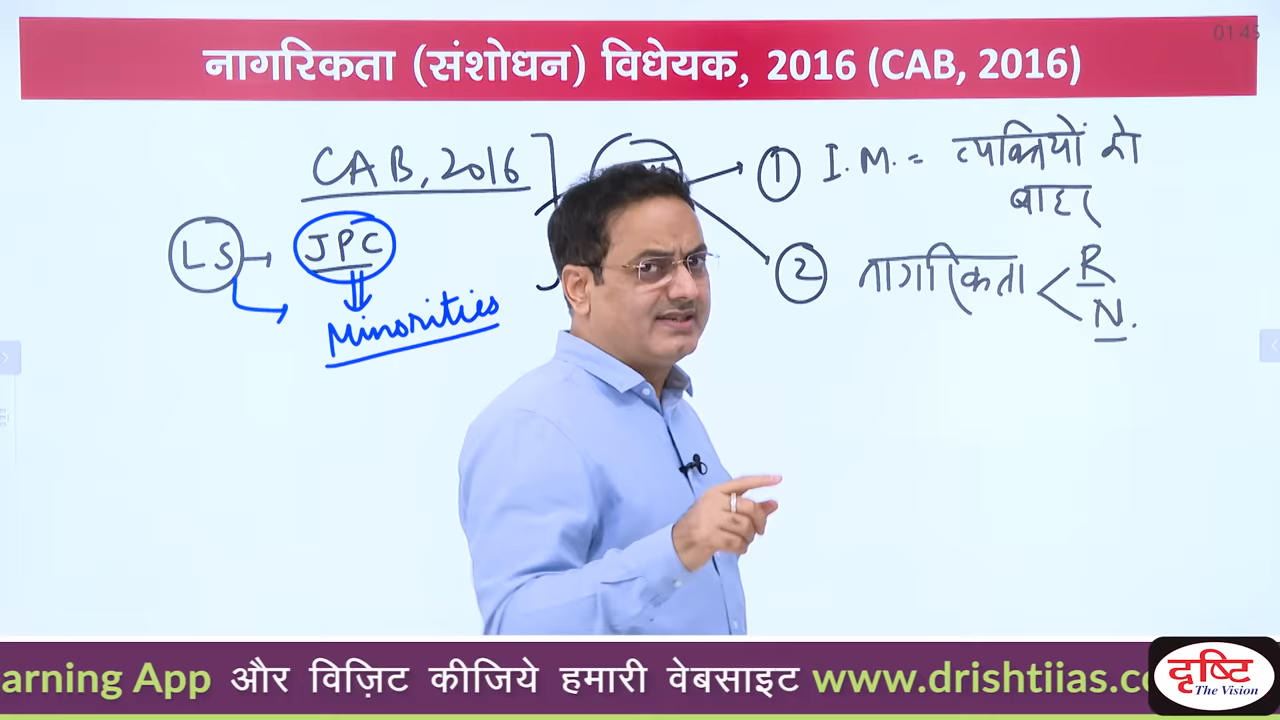 01:45
नागरिकता (संशोधन) विधेयक, 2016 (CAB, 2016)
CAB, 2016
① I.M. = व्यक्तियों को
बाहर
LS → JPC
Minorities
② नागरिकता < R
N.
arning App और विज़िट कीजिये हमारी वेबसाइट www.drishtiias.c
दृष्टि
The Vision